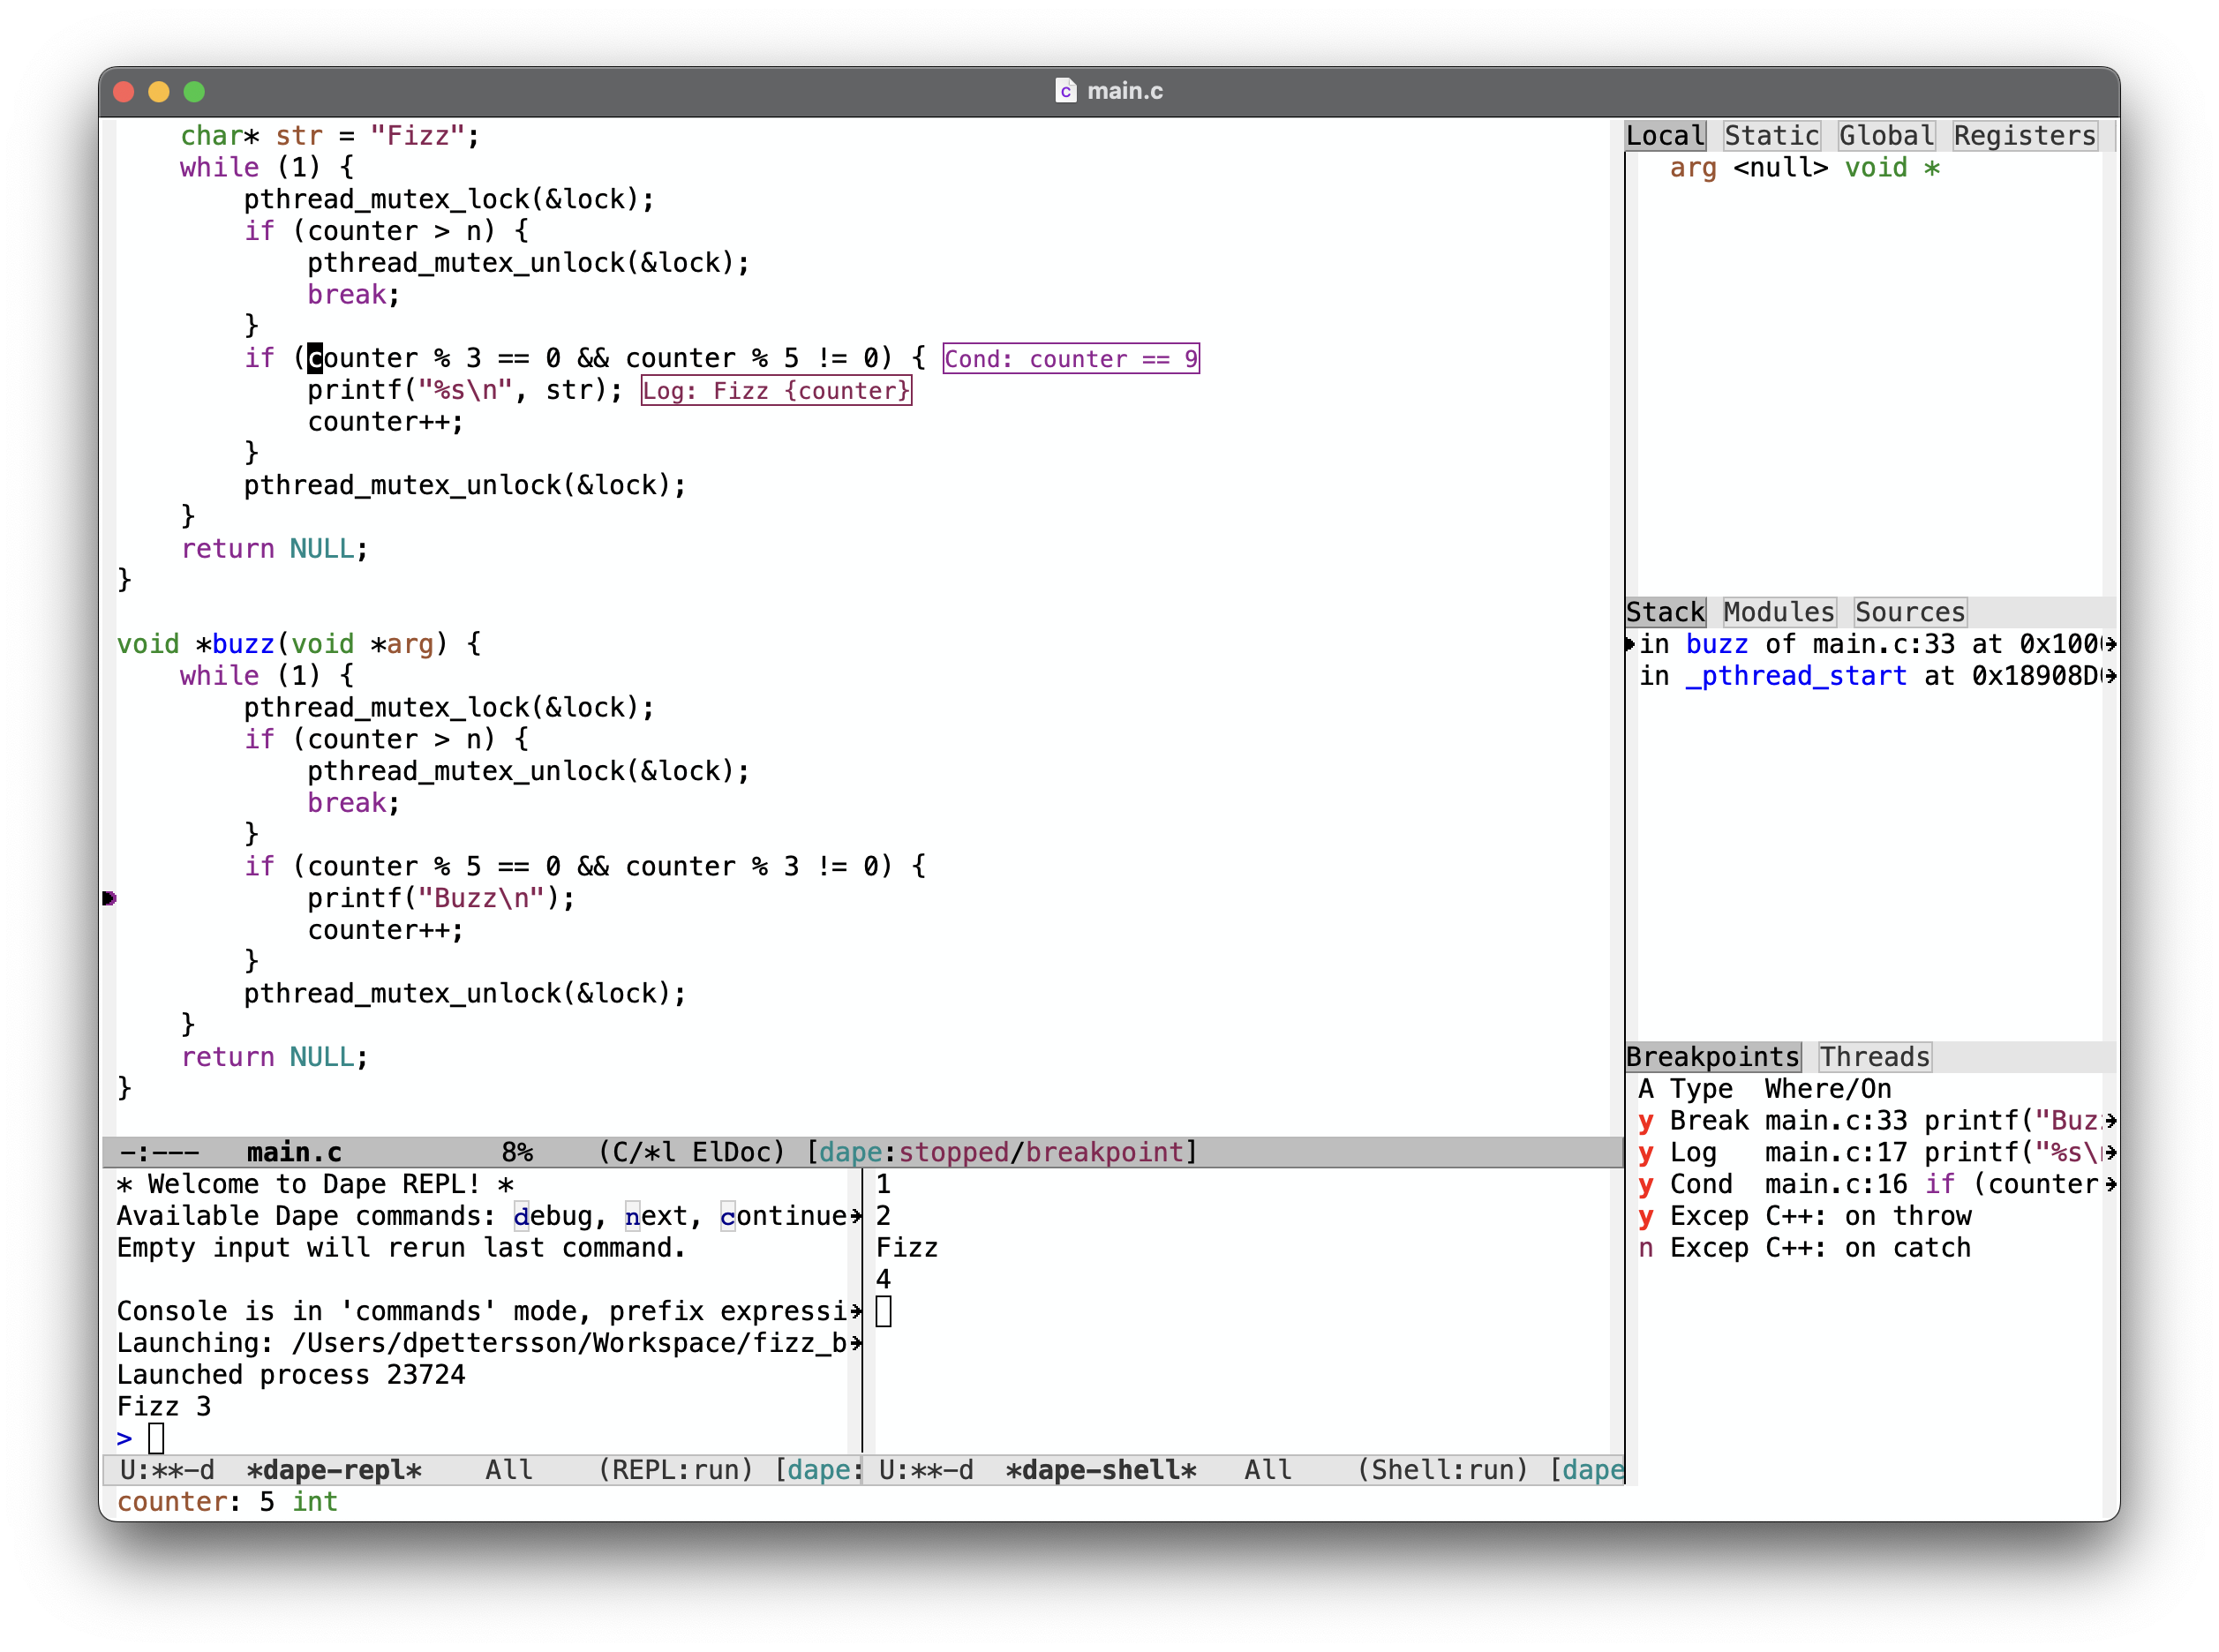 main.c
    char* str = "Fizz";
    while (1) {
        pthread_mutex_lock(&lock);
        if (counter > n) {
            pthread_mutex_unlock(&lock);
            break;
        }
        if (counter % 3 == 0 && counter % 5 != 0) { Cond: counter == 9
            printf("%s\n", str); Log: Fizz {counter}
            counter++;
        }
        pthread_mutex_unlock(&lock);
    }
    return NULL;
}

void *buzz(void *arg) {
    while (1) {
        pthread_mutex_lock(&lock);
        if (counter > n) {
            pthread_mutex_unlock(&lock);
            break;
        }
        if (counter % 5 == 0 && counter % 3 != 0) {
            printf("Buzz\n");
            counter++;
        }
        pthread_mutex_unlock(&lock);
    }
    return NULL;
}
-:--- main.c 8% (C/*l ElDoc) [dape:stopped/breakpoint]
* Welcome to Dape REPL! *
Available Dape commands: debug, next, continue
Empty input will rerun last command.

Console is in 'commands' mode, prefix expressi
Launching: /Users/dpettersson/Workspace/fizz_b
Launched process 23724
Fizz 3
>
U:**-d *dape-repl* All (REPL:run) [dape:
1
2
Fizz
4
U:**-d *dape-shell* All (Shell:run) [dape
counter: 5 int
Local Static Global Registers
arg <null> void *
Stack Modules Sources
in buzz of main.c:33 at 0x100
in _pthread_start at 0x18908D
Breakpoints Threads
A Type Where/On
y Break main.c:33 printf("Buz
y Log main.c:17 printf("%s\
y Cond main.c:16 if (counter
y Excep C++: on throw
n Excep C++: on catch